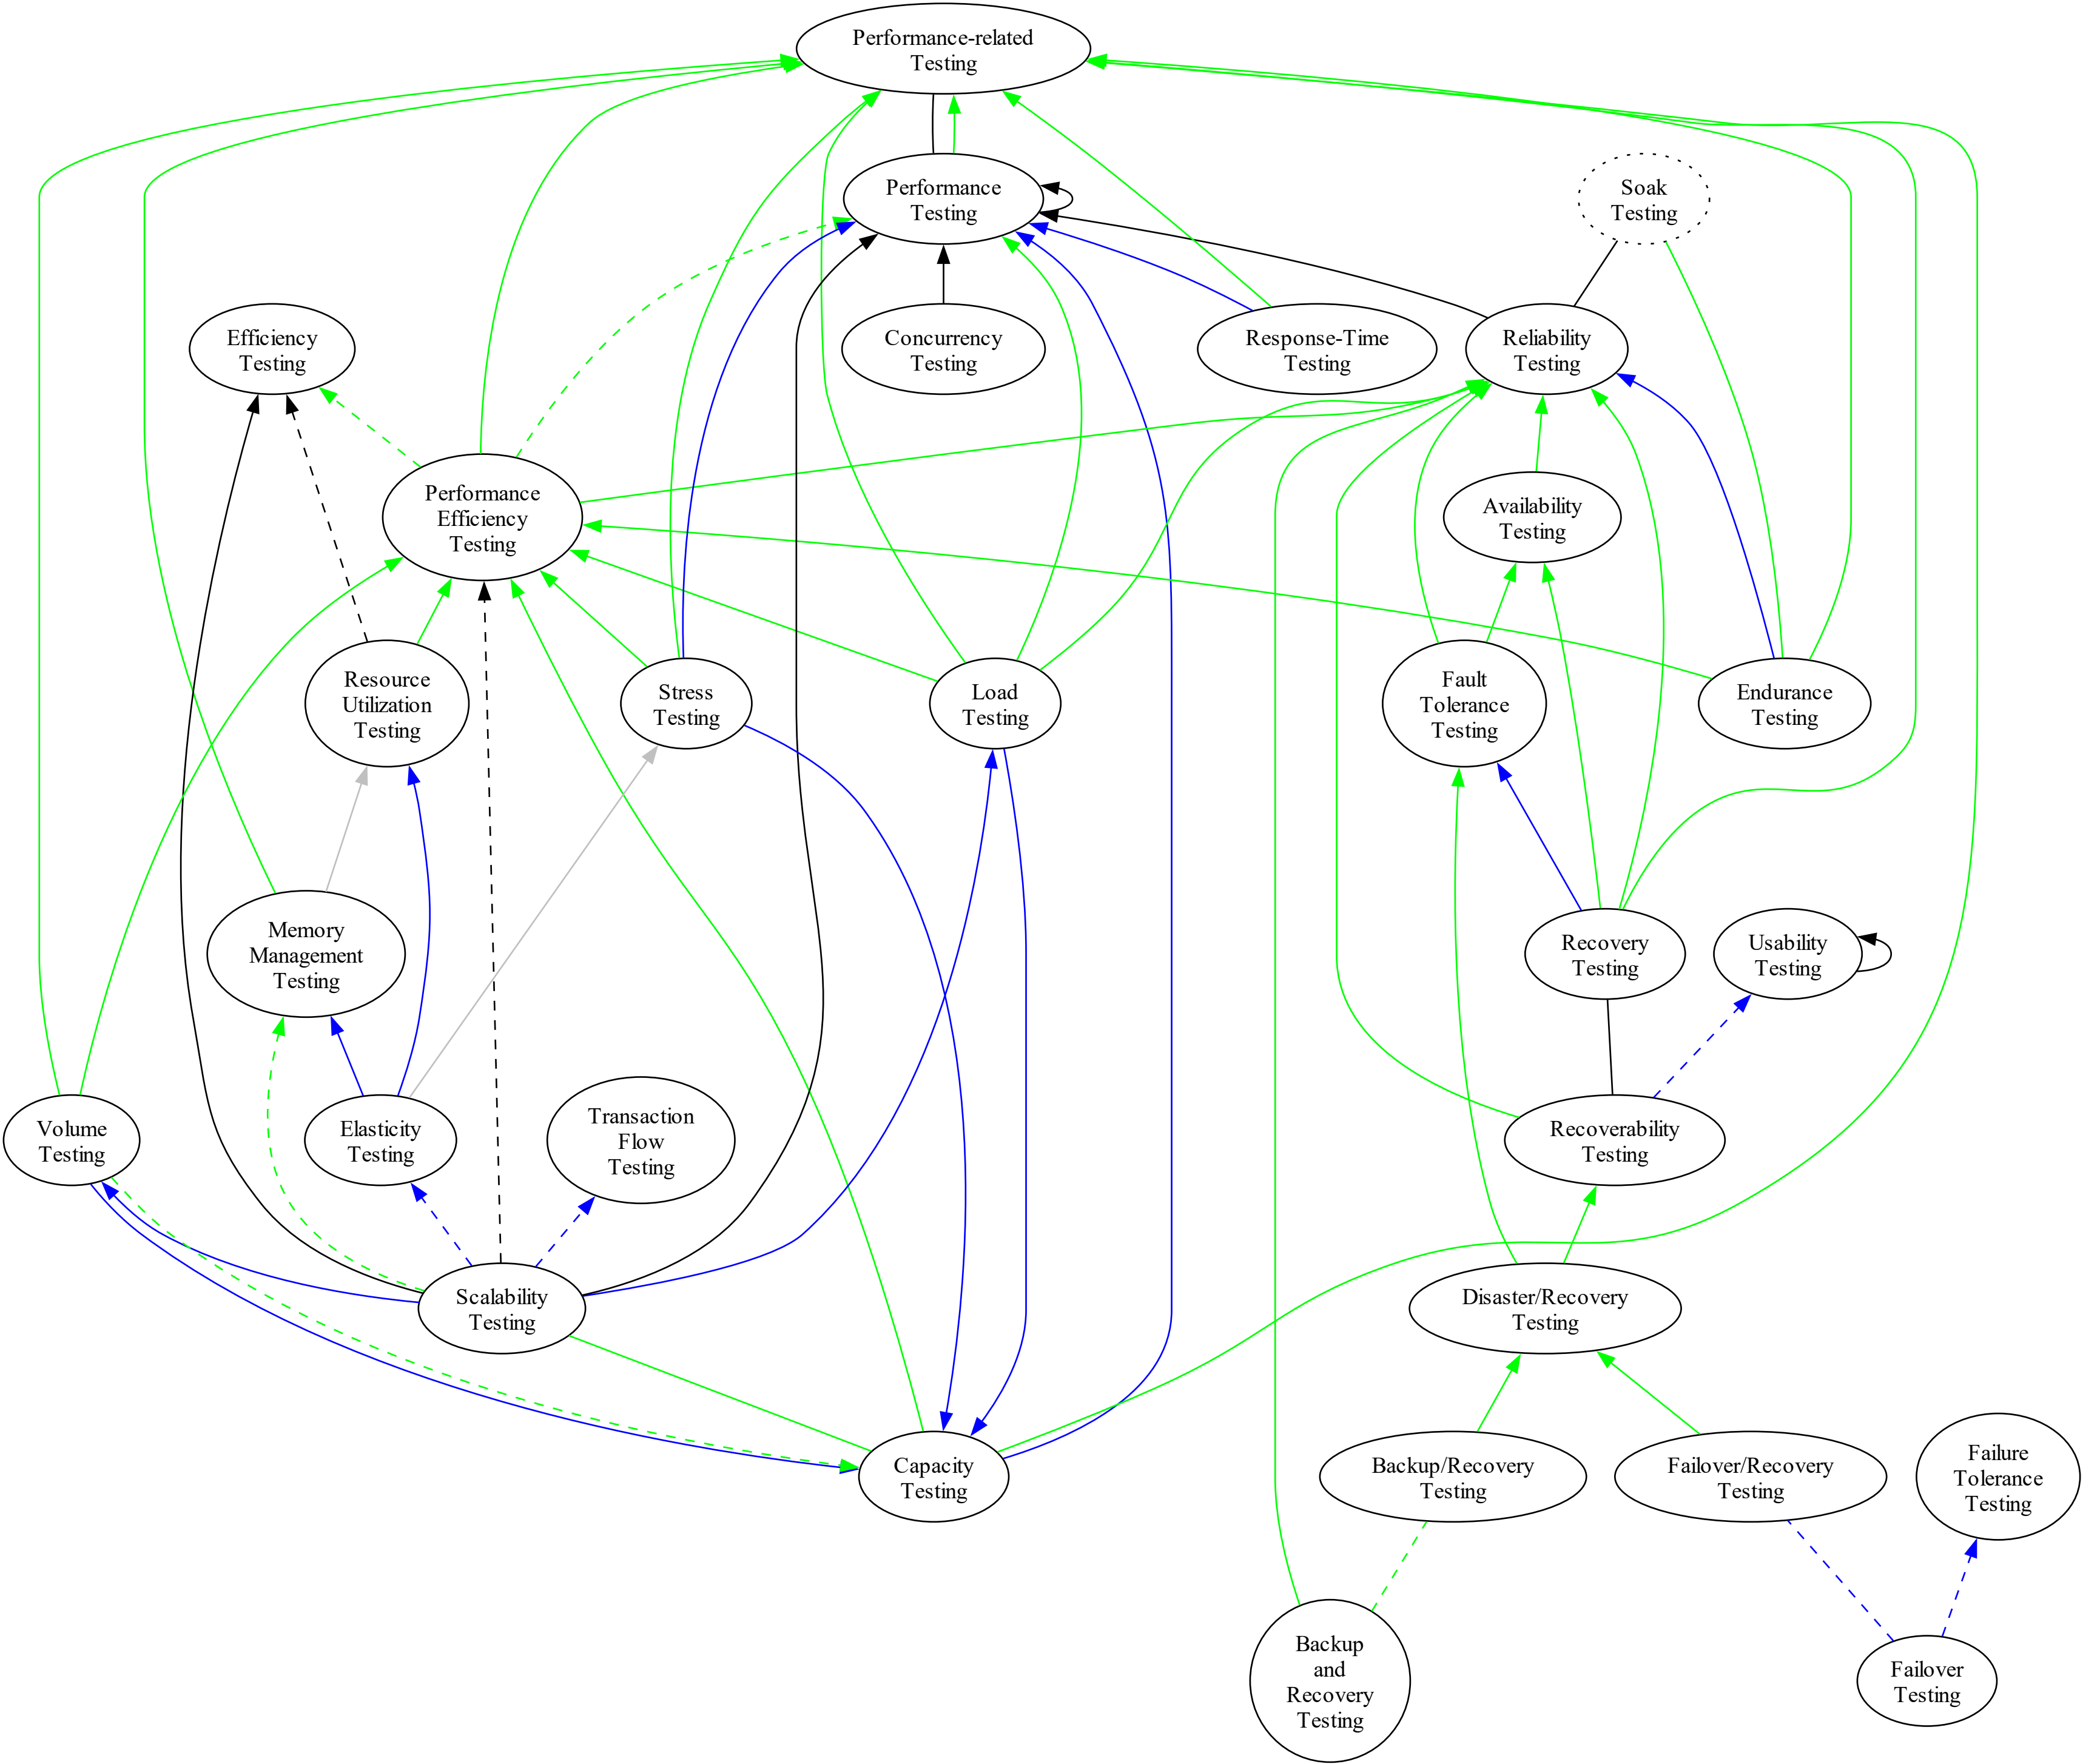 Performance-related
Testing
Performance
Testing
Soak
Testing
Efficiency
Testing
Concurrency
Testing
Response-Time
Testing
Reliability
Testing
Performance
Efficiency
Testing
Availability
Testing
Resource
Utilization
Testing
Stress
Testing
Load
Testing
Fault
Tolerance
Testing
Endurance
Testing
Memory
Management
Testing
Recovery
Testing
Usability
Testing
Volume
Testing
Elasticity
Testing
Transaction
Flow
Testing
Recoverability
Testing
Scalability
Testing
Disaster/Recovery
Testing
Capacity
Testing
Backup/Recovery
Testing
Failover/Recovery
Testing
Failure
Tolerance
Testing
Backup
and
Recovery
Testing
Failover
Testing